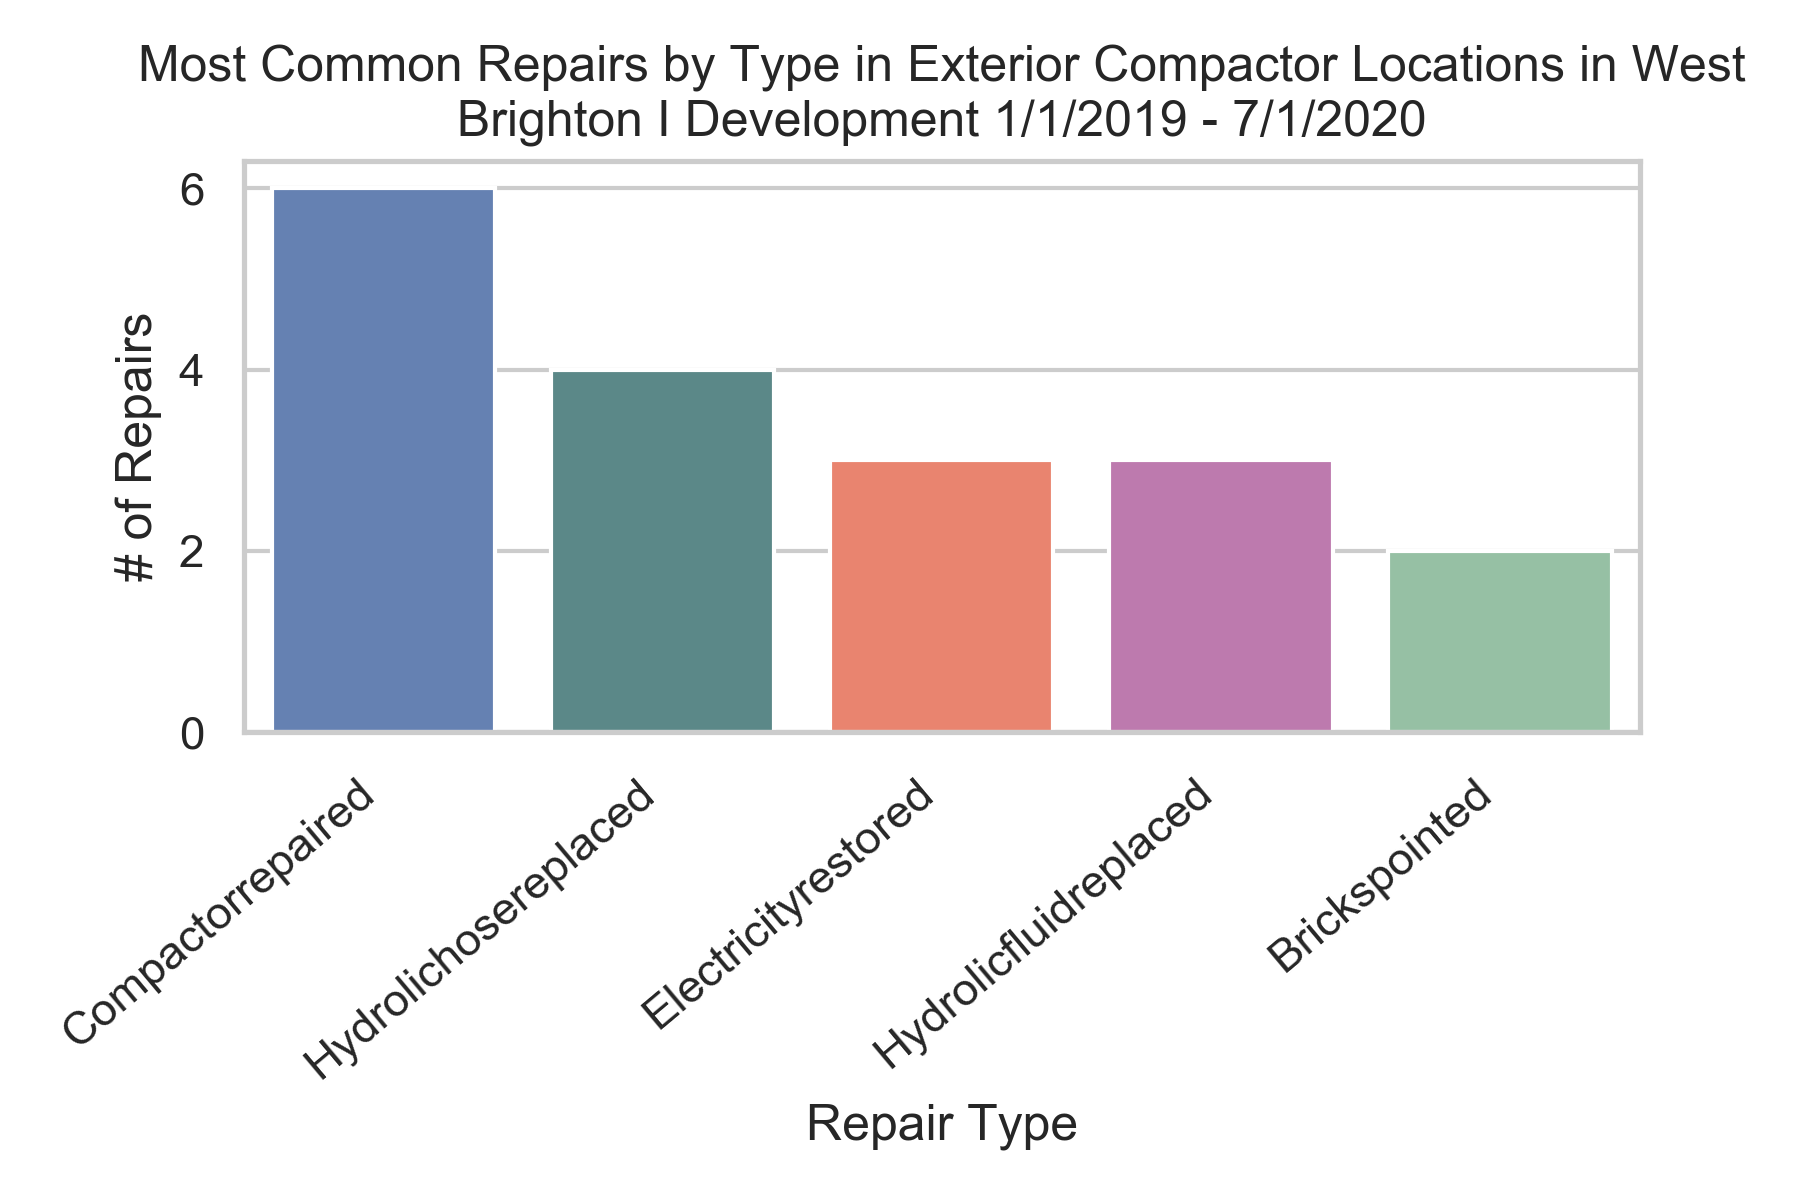 Most Common Repairs by Type in Exterior Compactor Locations in West
Brighton I Development 1/1/2019 - 7/1/2020
# of Repairs
6
4
2
0
Compactorrepaired
Hydrolichosereplaced
Electricityrestored
Hydrolicfluidreplaced
Brickspointed
Repair Type